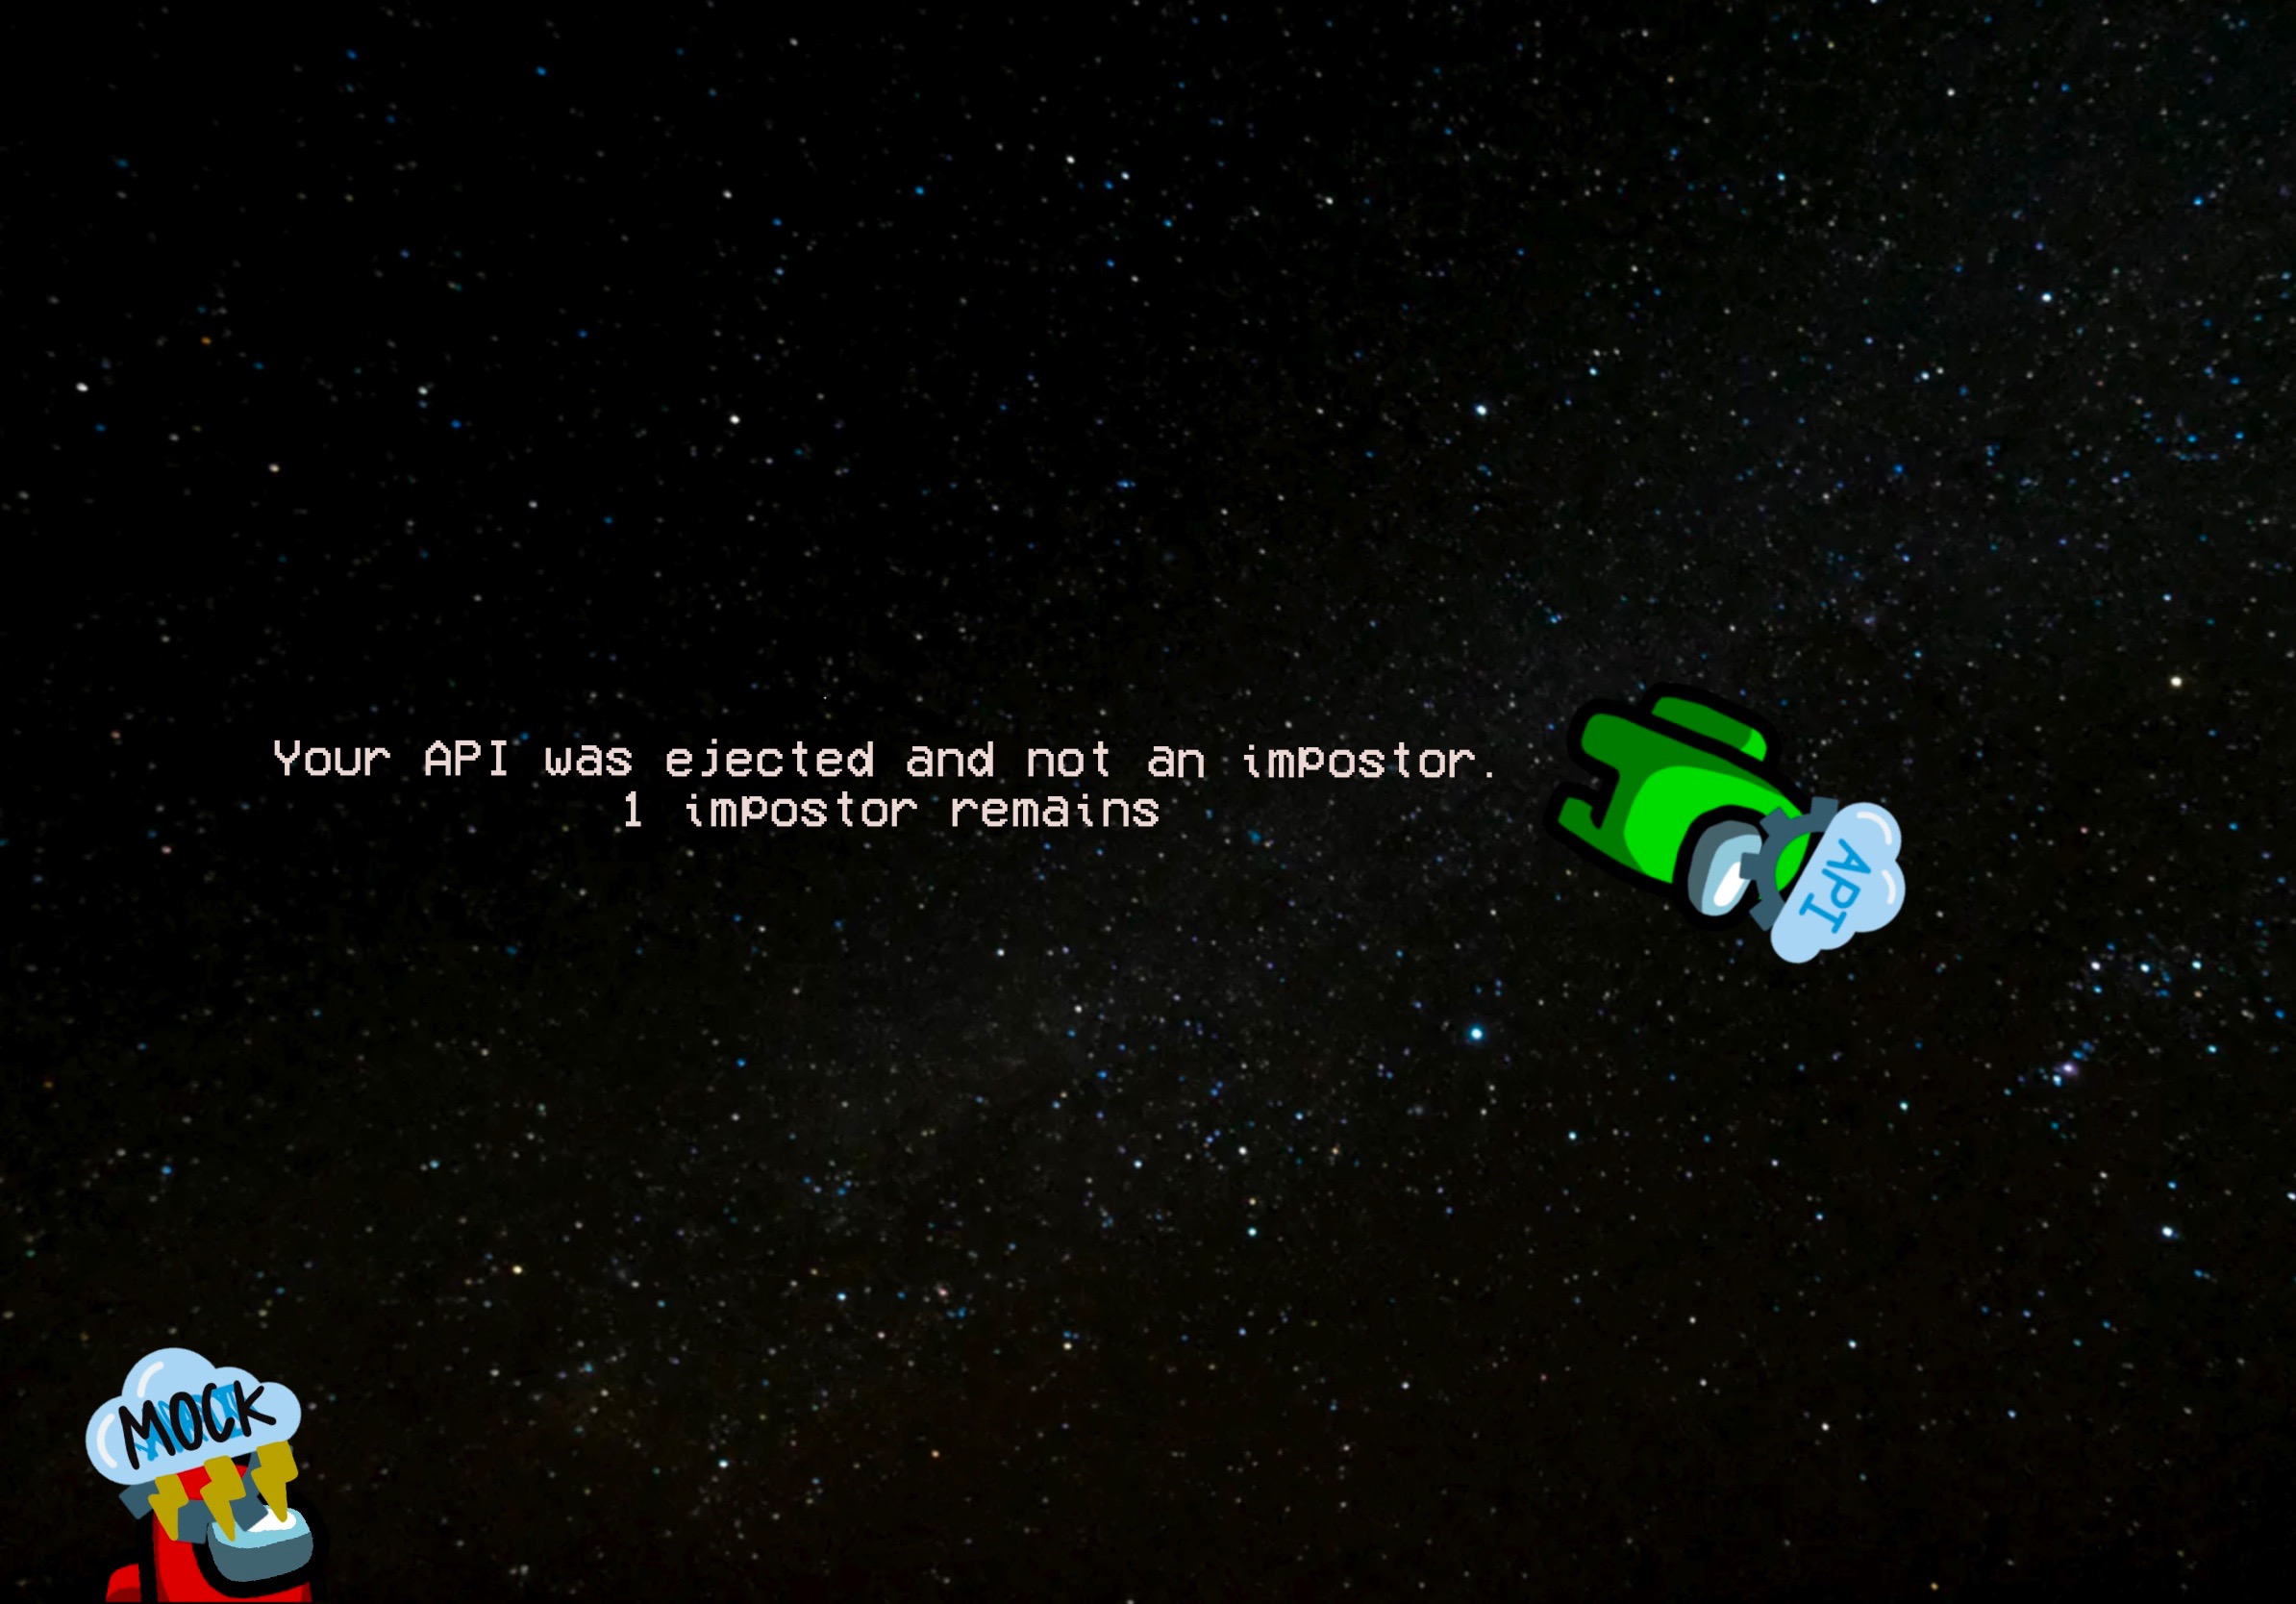 Your API was ejected and not an impostor.
1 impostor remains
API
MOCK